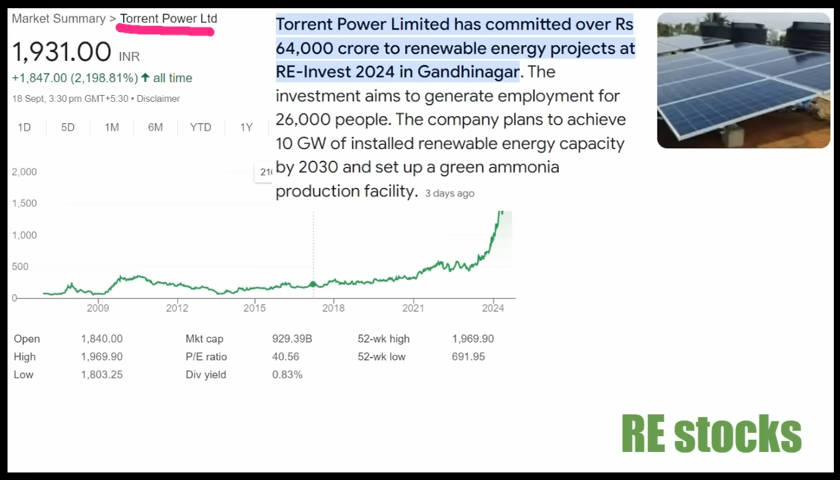 Market Summary > Torrent Power Ltd
1,931.00 INR
+1,847.00 (2,198.81%) ↑ all time
18 Sept, 3:30 pm GMT+5:30 • Disclaimer
1D 5D 1M 6M YTD 1Y
Torrent Power Limited has committed over Rs
64,000 crore to renewable energy projects at
RE-Invest 2024 in Gandhinagar. The
investment aims to generate employment for
26,000 people. The company plans to achieve
10 GW of installed renewable energy capacity
by 2030 and set up a green ammonia
production facility. 3 days ago
2,000
1,500
1,000
500
0
2009 2012 2015 2018 2021 2024
Open 1,840.00 Mkt cap 929.39B 52-wk high 1,969.90
High 1,969.90 P/E ratio 40.56 52-wk low 691.95
Low 1,803.25 Div yield 0.83%
RE stocks